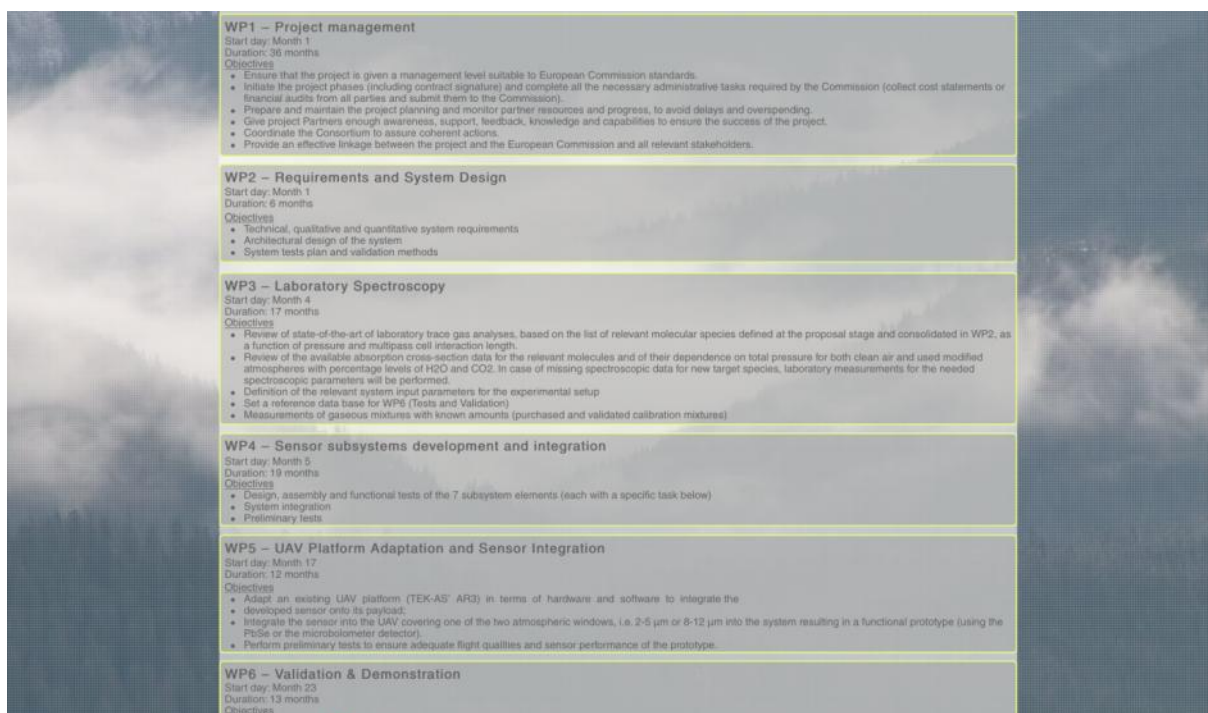 WP1 – Project management
Start day: Month 1
Duration: 36 months
Objectives
• Ensure that the project is given a management level suitable to European Commission standards.
• Initiate the project phases (including contract signature) and complete all the necessary administrative tasks required by the Commission (collect cost statements or
financial audits from all parties and submit them to the Commission).
• Prepare and maintain the project planning and monitor partner resources and progress, to avoid delays and overspending.
• Give project Partners enough awareness, support, feedback, knowledge and capabilities to ensure the success of the project.
• Coordinate the Consortium to assure coherent actions.
• Provide an effective linkage between the project and the European Commission and all relevant stakeholders.
WP2 – Requirements and System Design
Start day: Month 1
Duration: 6 months
Objectives
• Technical, qualitative and quantitative system requirements
• Architectural design of the system
• System tests plan and validation methods
WP3 – Laboratory Spectroscopy
Start day: Month 4
Duration: 17 months
Objectives
• Review of state-of-the-art of laboratory trace gas analyses, based on the list of relevant molecular species defined at the proposal stage and consolidated in WP2, as
a function of pressure and multipass cell interaction length.
• Review of the available absorption cross-section data for the relevant molecules and of their dependence on total pressure for both clean air and used modified
atmospheres with percentage levels of H2O and CO2. In case of missing spectroscopic data for new target species, laboratory measurements for the needed
spectroscopic parameters will be performed.
• Definition of the relevant system input parameters for the experimental setup
• Set a reference data base for WP6 (Tests and Validation)
• Measurements of gaseous mixtures with known amounts (purchased and validated calibration mixtures)
WP4 – Sensor subsystems development and integration
Start day: Month 5
Duration: 19 months
Objectives
• Design, assembly and functional tests of the 7 subsystem elements (each with a specific task below)
• System integration
• Preliminary tests
WP5 – UAV Platform Adaptation and Sensor Integration
Start day: Month 17
Duration: 12 months
Objectives
• Adapt an existing UAV platform (TEK-AS' AR3) in terms of hardware and software to integrate the
• developed sensor onto its payload;
• Integrate the sensor into the UAV covering one of the two atmospheric windows, i.e. 2-5 µm or 8-12 µm into the system resulting in a functional prototype (using the
PbSe or the microbolometer detector).
• Perform preliminary tests to ensure adequate flight qualities and sensor performance of the prototype.
WP6 – Validation & Demonstration
Start day: Month 23
Duration: 13 months
Objectives